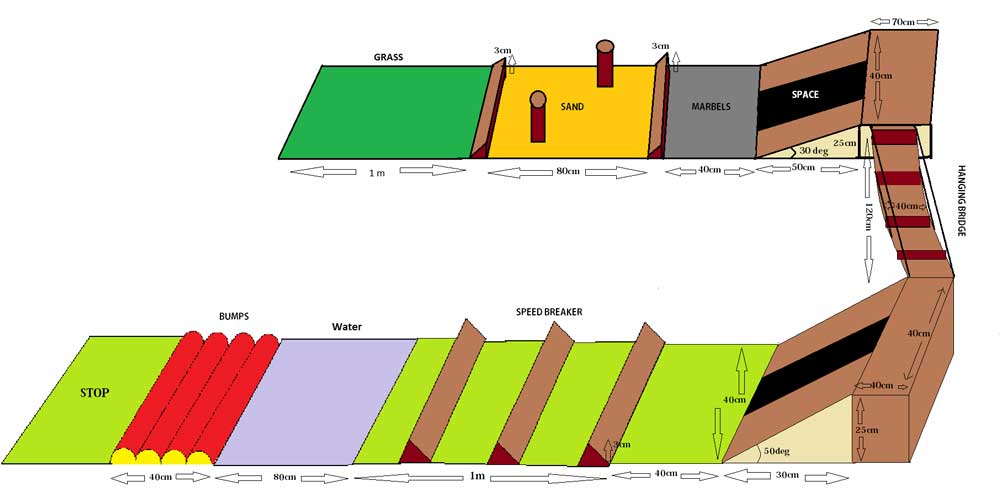 70cm
GRASS
3cm
3cm
40cm
SPACE
SAND
MARBELS
25cm
30 deg
1 m
80cm
40cm
50cm
HANGING BRIDGE
40cm
120cm
BUMPS
Water
SPEED BREAKER
40cm
STOP
40cm
40cm
25cm
3cm
50deg
40cm
80cm
1m
40cm
30cm